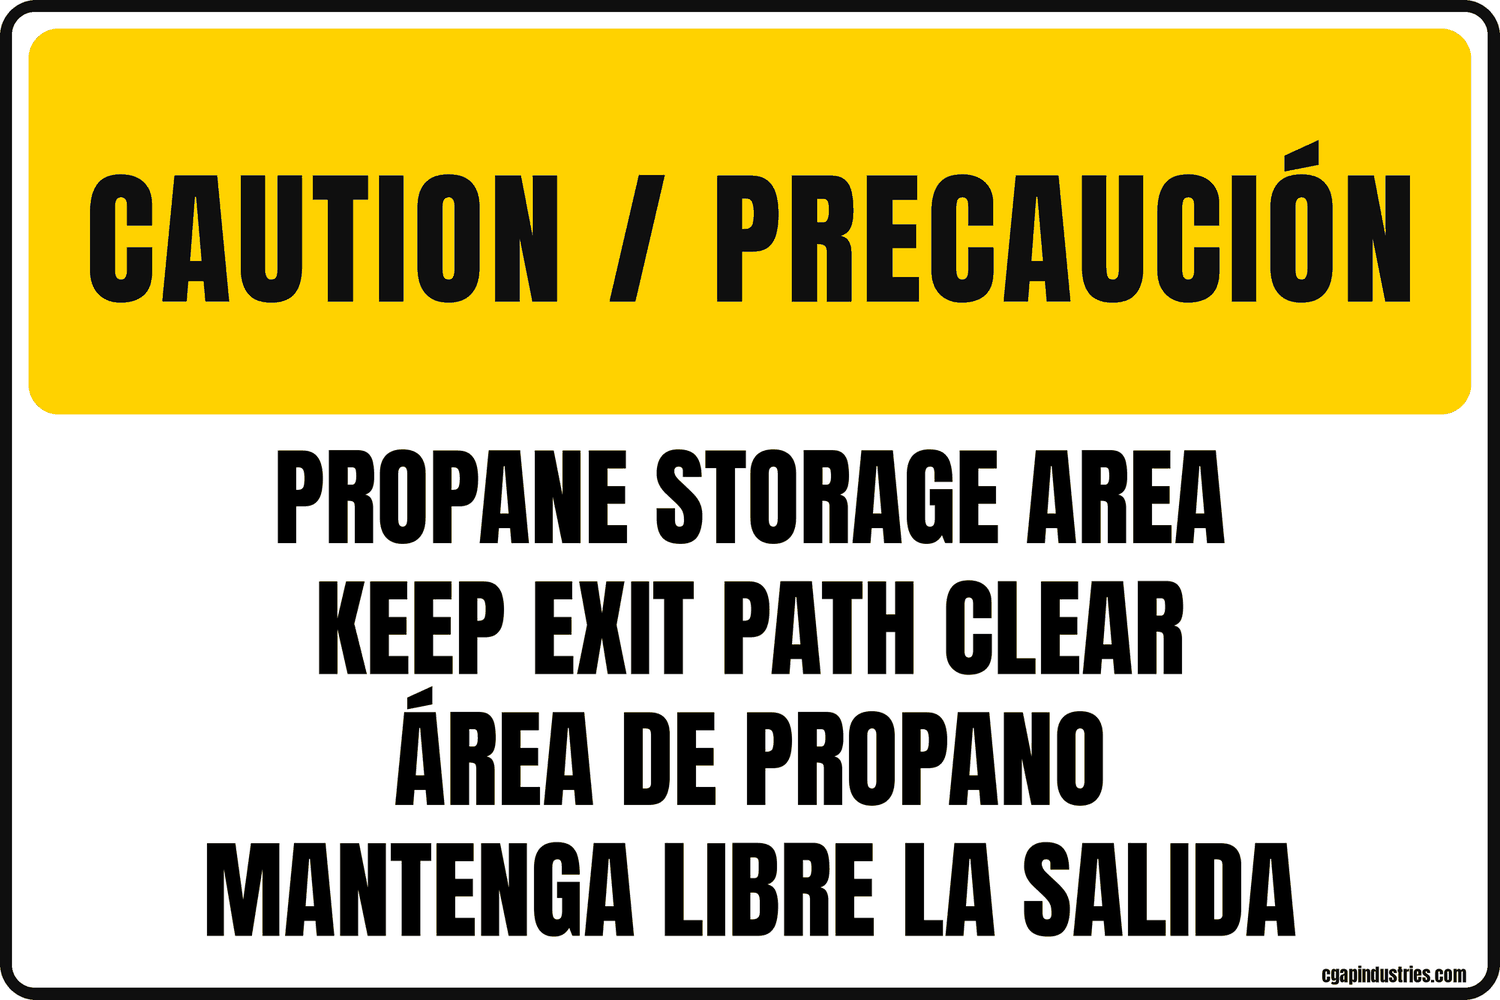 CAUTION / PRECAUCIÓN
PROPANE STORAGE AREA
KEEP EXIT PATH CLEAR
ÁREA DE PROPANO
MANTENGA LIBRE LA SALIDA
cgapindustries.com